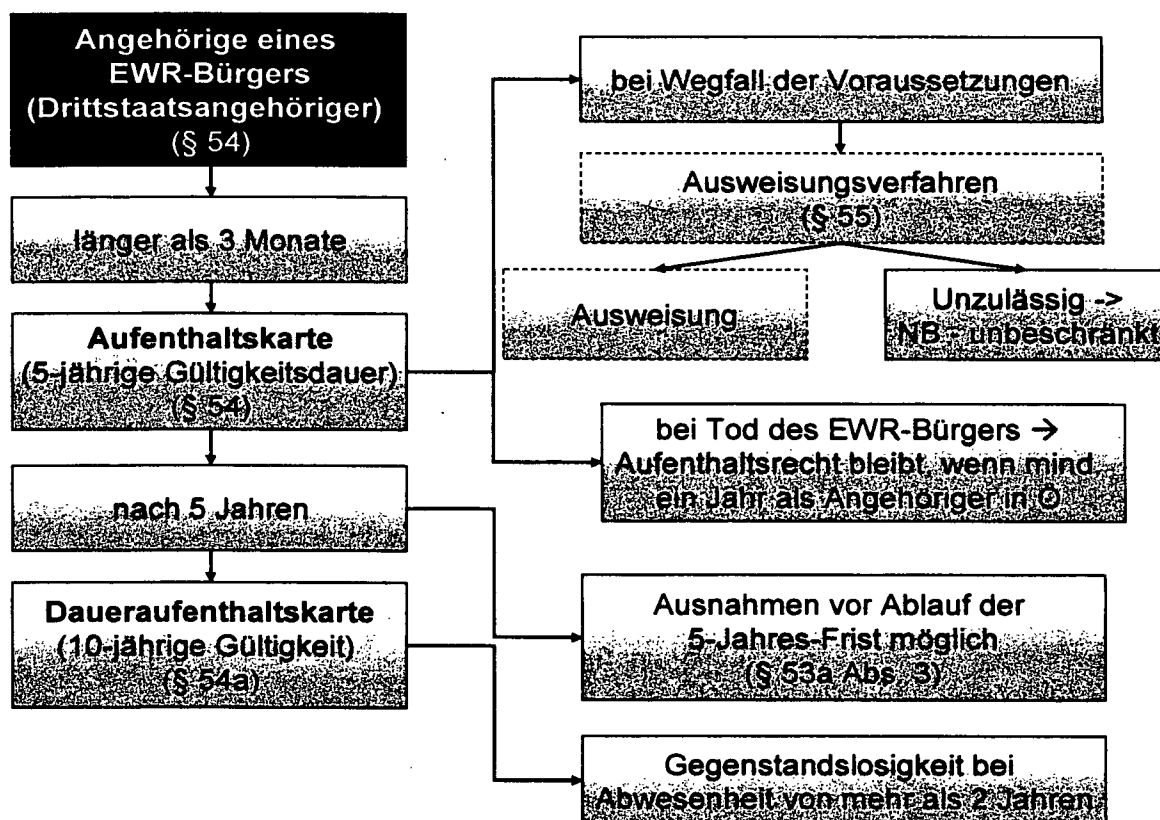 Angehörige eines
EWR-Bürgers
(Drittstaatsangehöriger)
(§ 54)
länger als 3 Monate
Aufenthaltskarte
(5-jährige Gültigkeitsdauer)
(§ 54)
nach 5 Jahren
Daueraufenthaltskarte
(10-jährige Gültigkeit)
(§ 54a)
bei Wegfall der Voraussetzungen
Ausweisungsverfahren
(§ 55)
Ausweisung
Unzulässig ->
NB - unbeschränkt
bei Tod des EWR-Bürgers →
Aufenthaltsrecht bleibt, wenn mind
ein Jahr als Angehöriger in Ö
Ausnahmen vor Ablauf der
5-Jahres-Frist möglich
(§ 53a Abs. 3)
Gegenstandslosigkeit bei
Abwesenheit von mehr als 2 Jahren